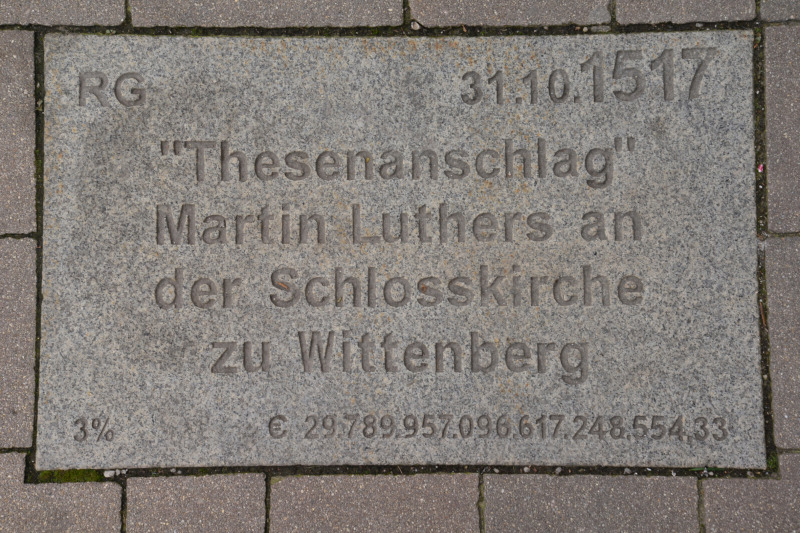 RG 31.10.1517
"Thesenanschlag"
Martin Luthers an
der Schlosskirche
zu Wittenberg
3% € 29.789.957.096.617.248.554,33